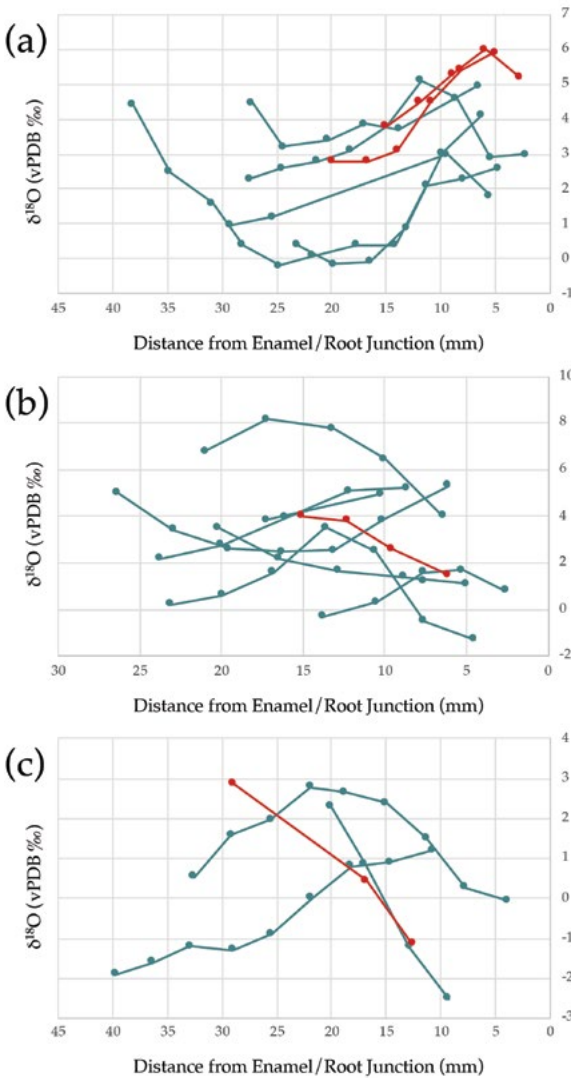 (a)
7
6
5
4
3
2
1
0
-1
δ¹⁸O (vPDB ‰)
45 40 35 30 25 20 15 10 5 0
Distance from Enamel/Root Junction (mm)
(b)
10
8
6
4
2
0
-2
δ¹⁸O (vPDB ‰)
30 25 20 15 10 5 0
Distance from Enamel/Root Junction (mm)
(c)
4
3
2
1
0
-1
-2
-3
δ¹⁸O (vPDB ‰)
45 40 35 30 25 20 15 10 5 0
Distance from Enamel/Root Junction (mm)